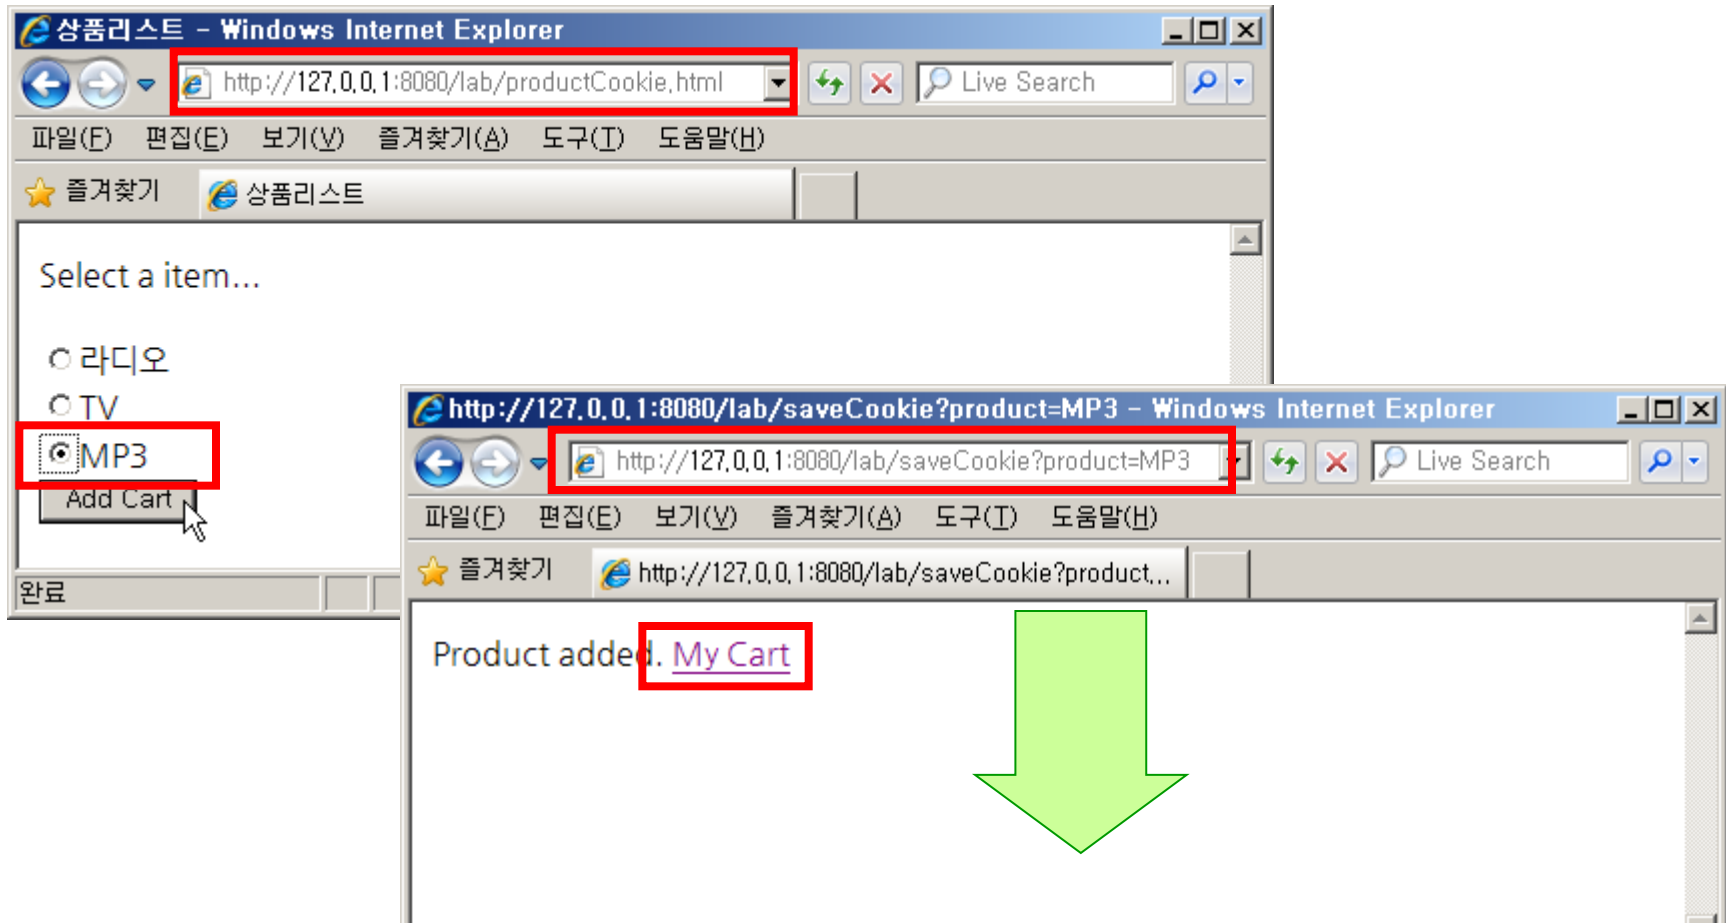 상품리스트 - Windows Internet Explorer
http://127.0.0.1:8080/lab/productCookie.html
Live Search
파일(F) 편집(E) 보기(V) 즐겨찾기(A) 도구(T) 도움말(H)
즐겨찾기 상품리스트
Select a item...
라디오
TV
MP3
Add Cart
완료
http://127.0.0.1:8080/lab/saveCookie?product=MP3 - Windows Internet Explorer
http://127.0.0.1:8080/lab/saveCookie?product=MP3
Live Search
파일(F) 편집(E) 보기(V) 즐겨찾기(A) 도구(T) 도움말(H)
즐겨찾기 http://127.0.0.1:8080/lab/saveCookie?product...
Product added. My Cart